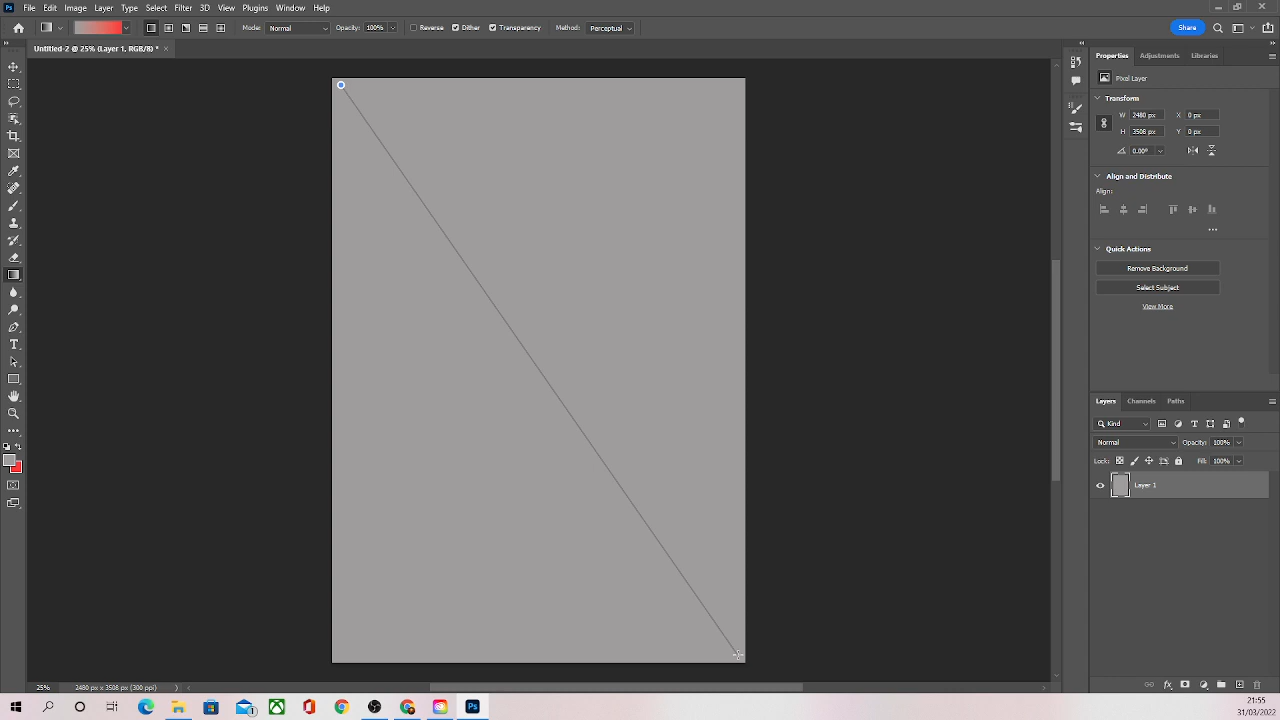 Ps File Edit Image Layer Type Select Filter 3D View Plugins Window Help
Mode: Normal Opacity: 100% Reverse Dither Transparency Method: Perceptual Share
Untitled-2 @ 25% (Layer 1, RGB/8) *
Properties Adjustments Libraries
Pixel Layer
Transform
W 2480 px X 0 px
H 3508 px Y 0 px
0.00°
Align and Distribute
Align:
Quick Actions
Remove Background
Select Subject
View More
Layers Channels Paths
Kind
Normal Opacity: 100%
Lock: Fill: 100%
Layer 1
25% 2480 px x 3508 px (300 ppi)
1 Ps
21:55
31/03/2022